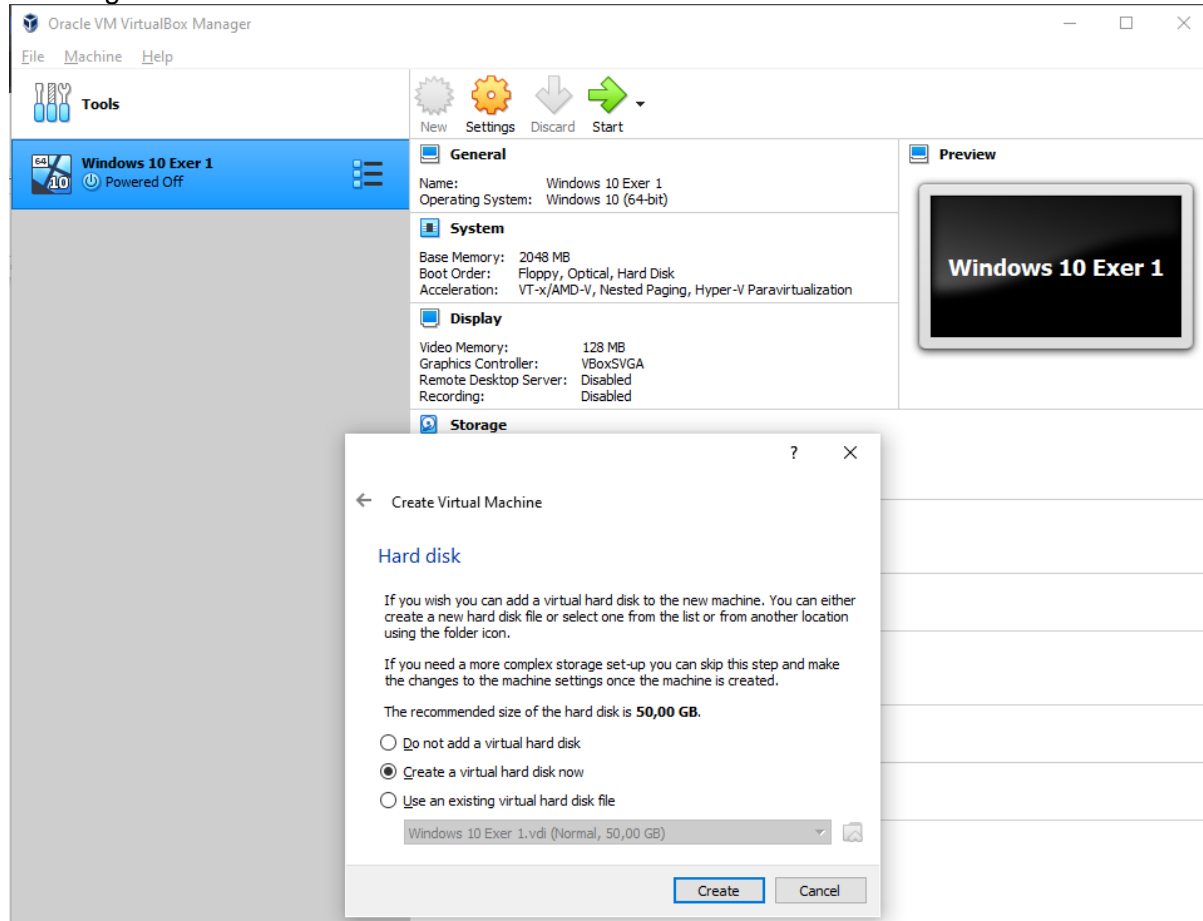 Oracle VM VirtualBox Manager
File Machine Help
Tools
New Settings Discard Start
64
10
Windows 10 Exer 1
Powered Off
General
Name: Windows 10 Exer 1
Operating System: Windows 10 (64-bit)
System
Base Memory: 2048 MB
Boot Order: Floppy, Optical, Hard Disk
Acceleration: VT-x/AMD-V, Nested Paging, Hyper-V Paravirtualization
Display
Video Memory: 128 MB
Graphics Controller: VBoxSVGA
Remote Desktop Server: Disabled
Recording: Disabled
Storage
Preview
Windows 10 Exer 1
?
Create Virtual Machine
Hard disk
If you wish you can add a virtual hard disk to the new machine. You can either
create a new hard disk file or select one from the list or from another location
using the folder icon.
If you need a more complex storage set-up you can skip this step and make
the changes to the machine settings once the machine is created.
The recommended size of the hard disk is 50,00 GB.
Do not add a virtual hard disk
Create a virtual hard disk now
Use an existing virtual hard disk file
Windows 10 Exer 1.vdi (Normal, 50,00 GB)
Create Cancel